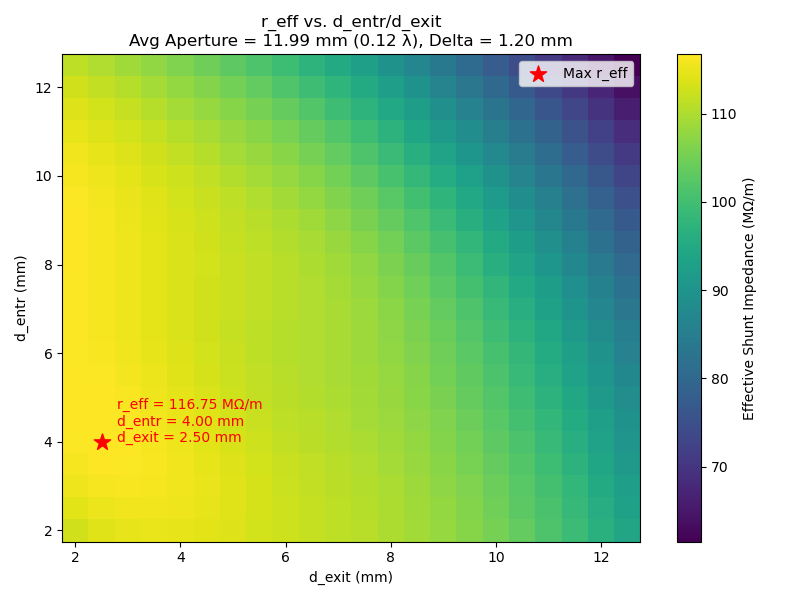 r_eff vs. d_entr/d_exit
Avg Aperture = 11.99 mm (0.12 λ), Delta = 1.20 mm
Max r_eff
r_eff = 116.75 MΩ/m
d_entr = 4.00 mm
d_exit = 2.50 mm
d_entr (mm)
12
10
8
6
4
2
2
4
6
8
10
12
d_exit (mm)
110
100
90
80
70
Effective Shunt Impedance (MΩ/m)